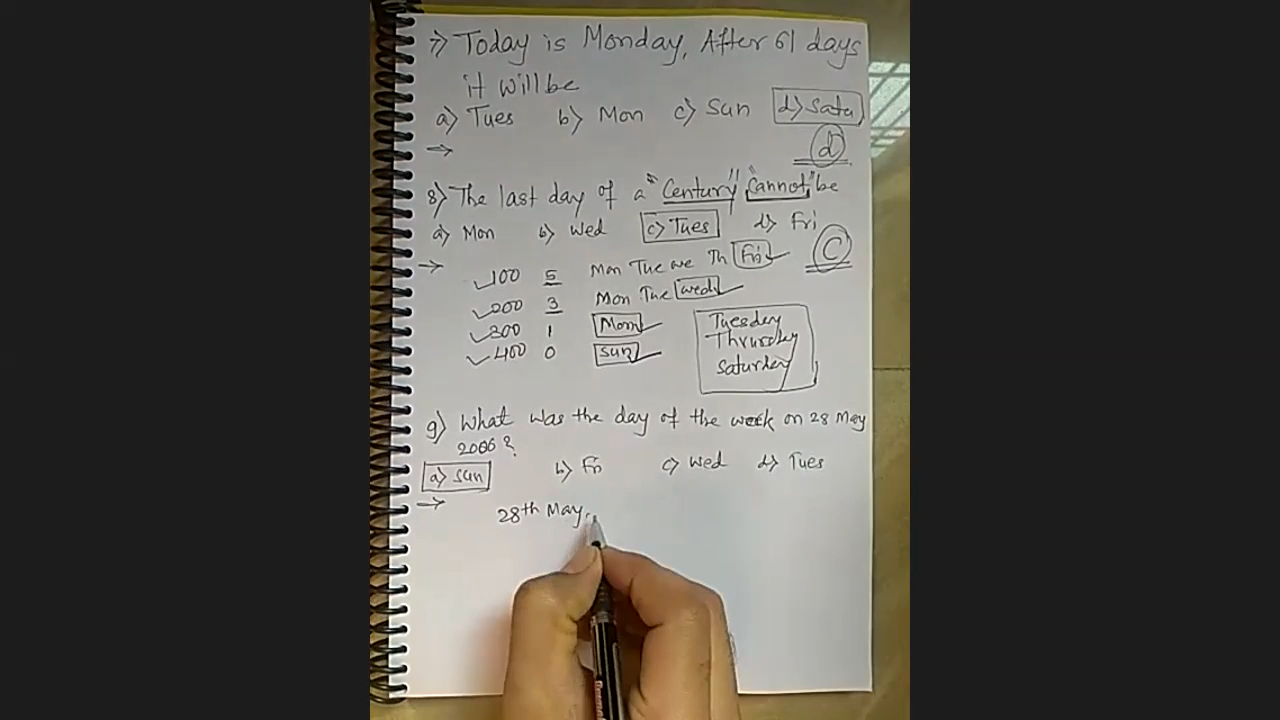 7) Today is Monday, After 61 days
it will be
a) Tues b) Mon c) Sun d) Satu
→ d
8) The last day of a "Century" "Cannot" be
a) Mon b) Wed c) Tues d) Fri
→ C
100 5 Mon Tue we Th Fri
200 3 Mon Tue wed
300 1 Mon
400 0 Sun
Tuesday
Thrursday
Saturday
9) What was the day of the week on 28 May
2006?
a) Sun b) Fri c) Wed d) Tues
→
28th May,